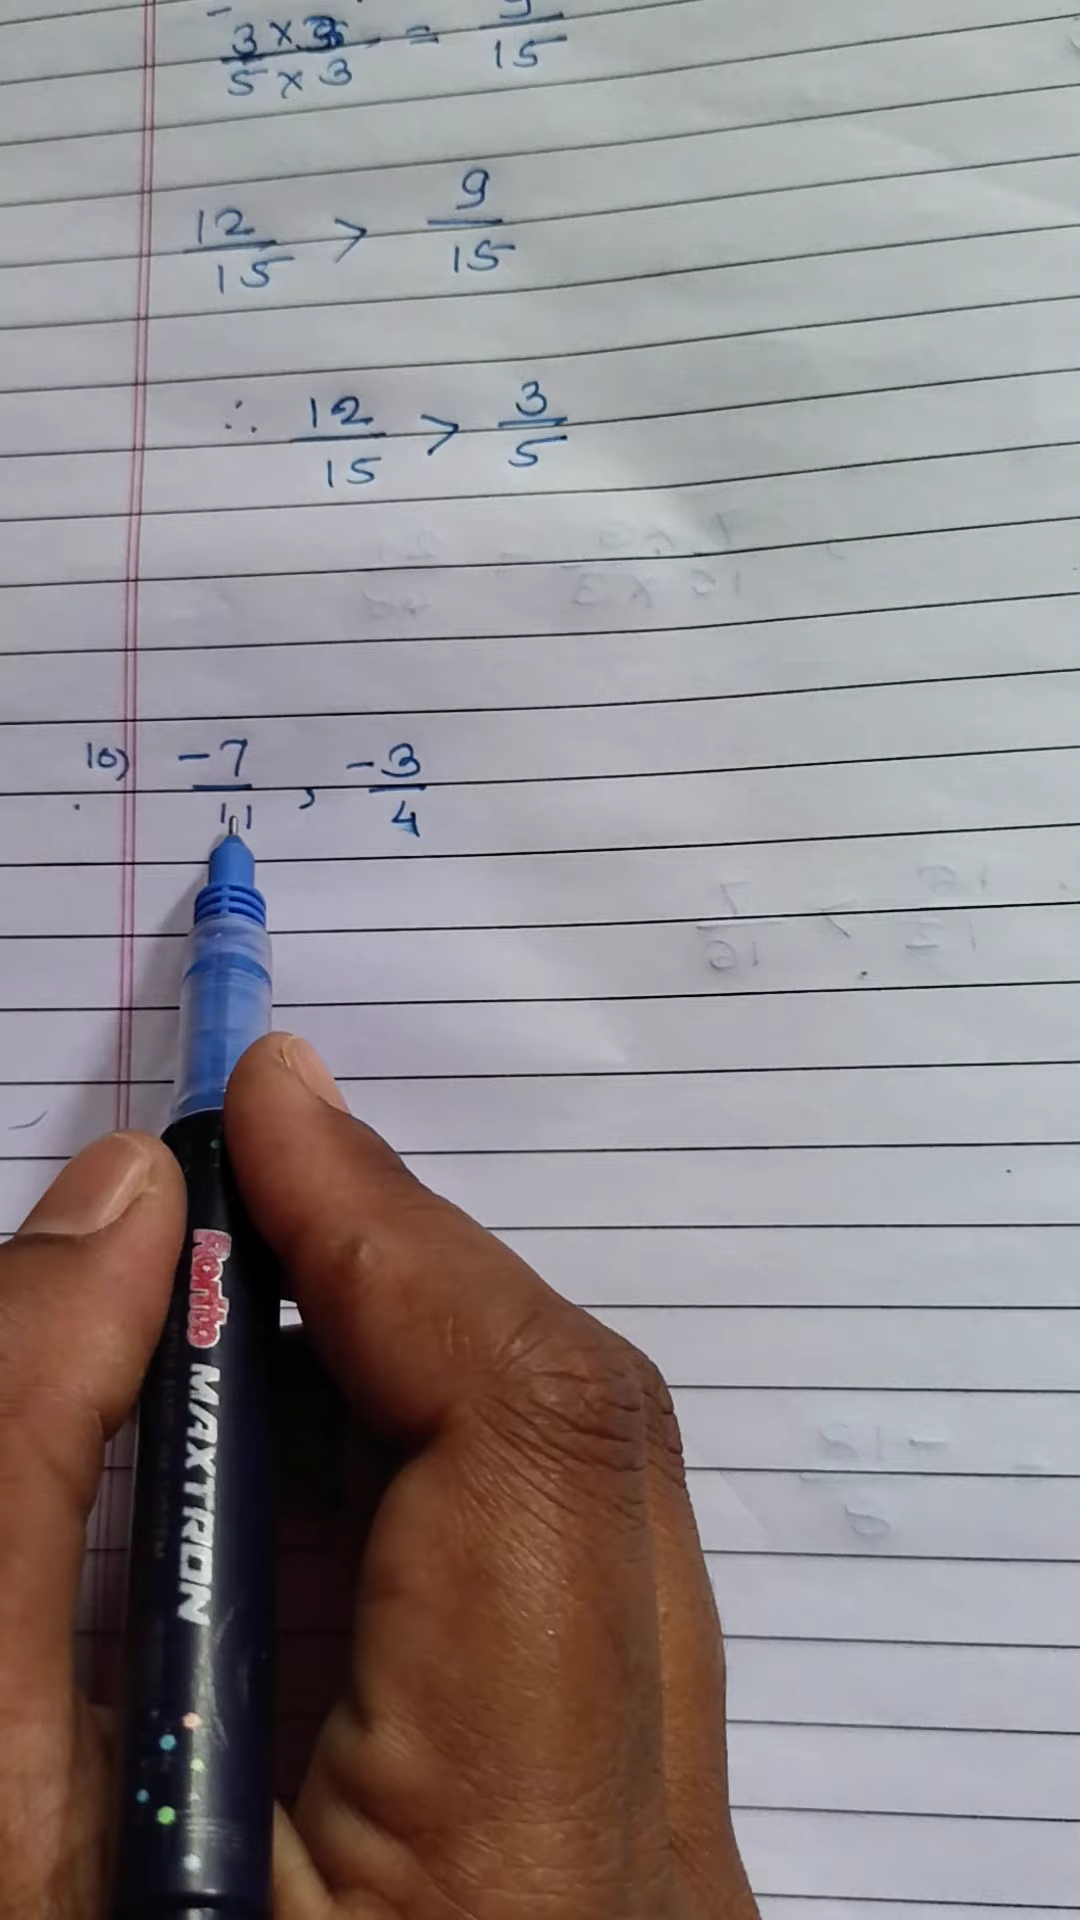 3 × 3 / 5 × 3 = 9/15
12/15 > 9/15
∴ 12/15 > 3/5
10) -7/11 , -3/4
Rorito MAXTRON